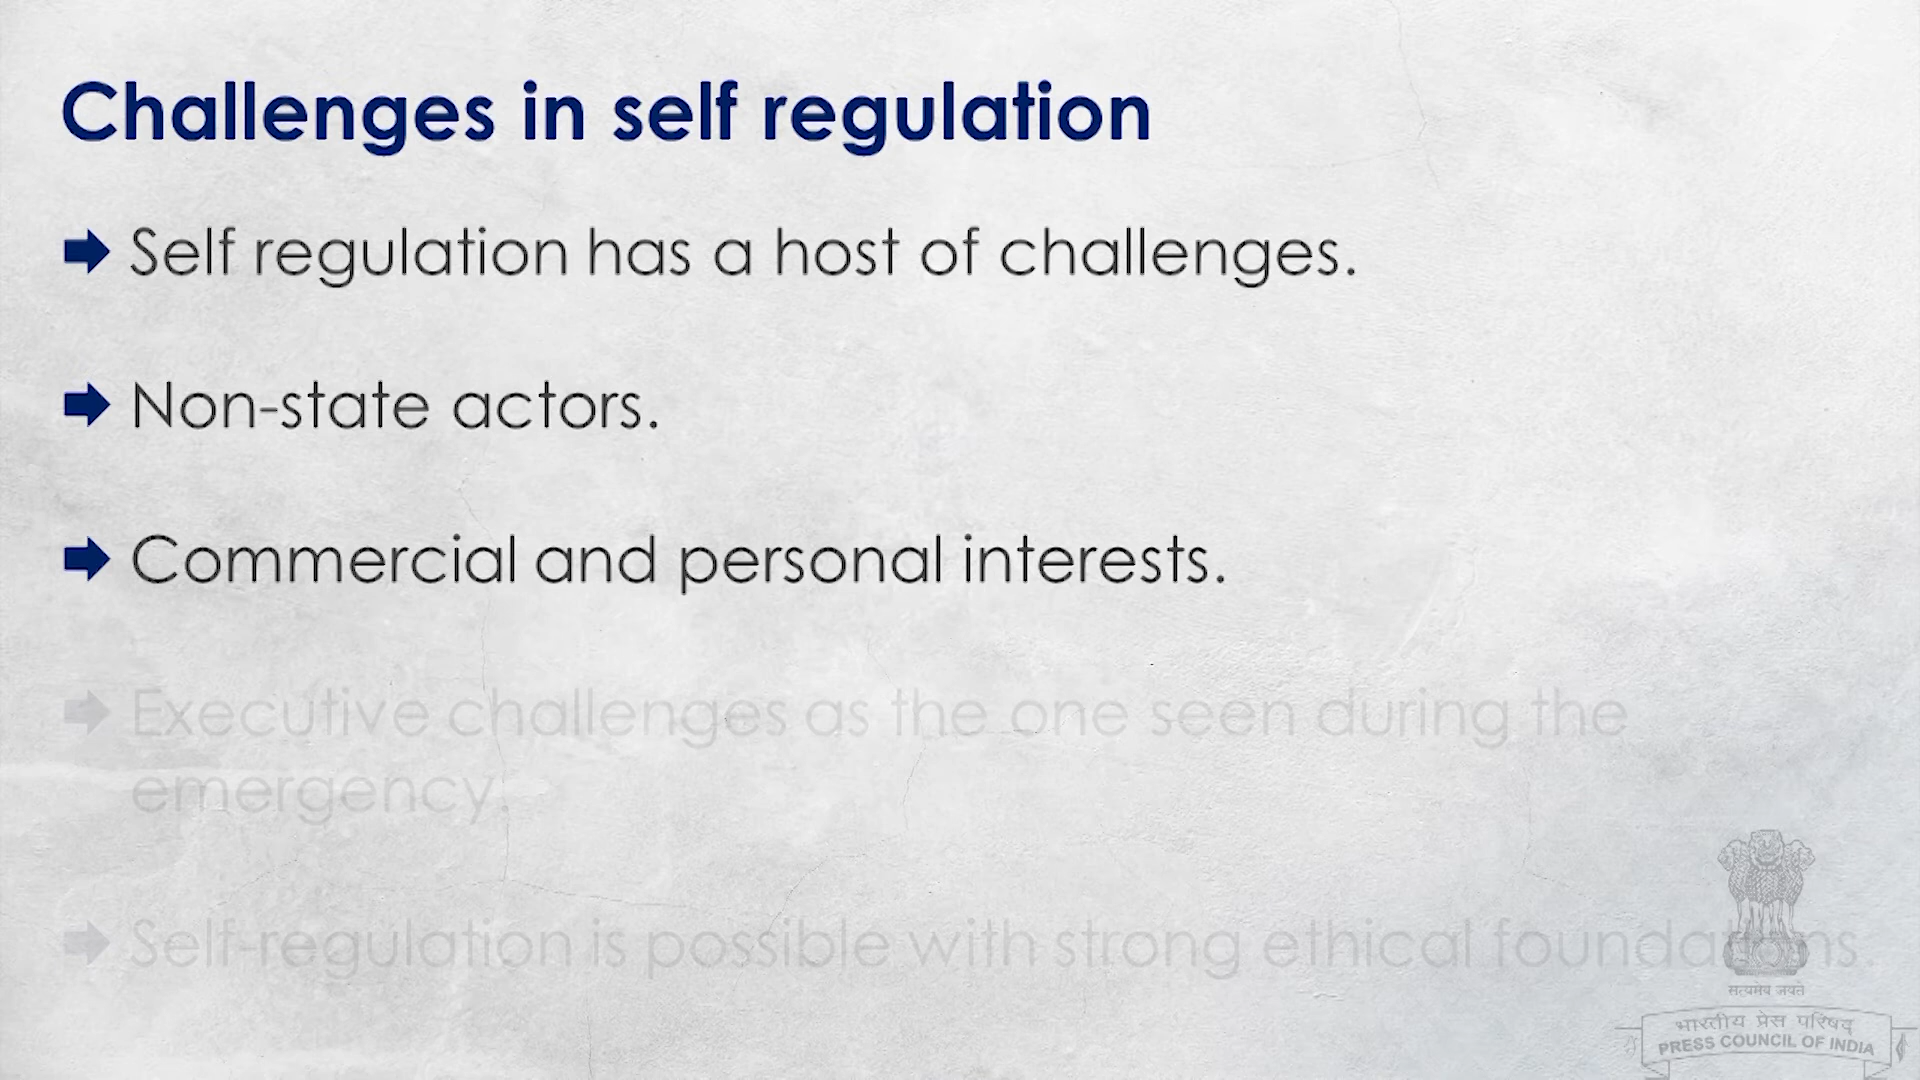 Challenges in self regulation
Self regulation has a host of challenges.
Non-state actors.
Commercial and personal interests.
Executive challenges as the one seen during the
emergency.
Self-regulation is possible with strong ethical foundations.
सत्यमेव जयते
भारतीय प्रेस परिषद्
PRESS COUNCIL OF INDIA